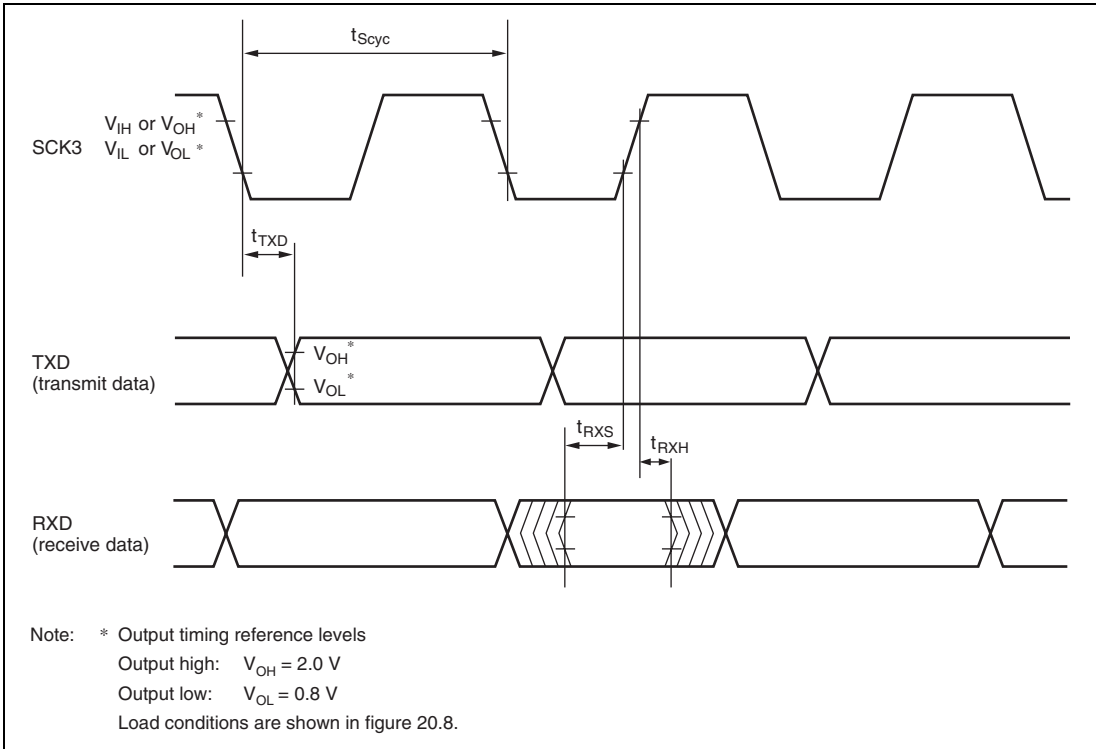 tScyc
VIH or VOH*
SCK3
VIL or VOL *
tTXD
VOH*
TXD
(transmit data)
VOL*
tRXS
tRXH
RXD
(receive data)
Note: * Output timing reference levels
Output high: VOH = 2.0 V
Output low: VOL = 0.8 V
Load conditions are shown in figure 20.8.